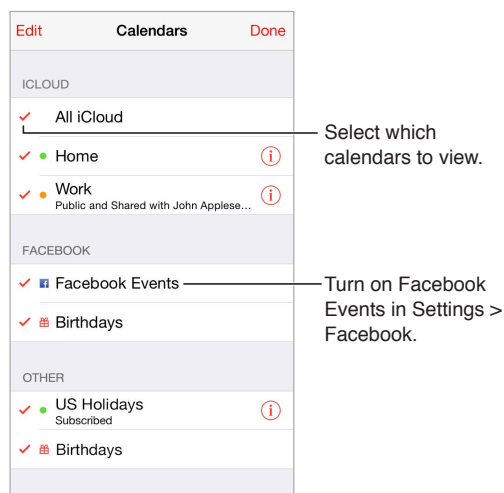 Edit Calendars Done
ICLOUD
All iCloud
Home
Work
Public and Shared with John Applese...
FACEBOOK
Facebook Events
Birthdays
OTHER
US Holidays
Subscribed
Birthdays
Select which
calendars to view.
Turn on Facebook
Events in Settings >
Facebook.